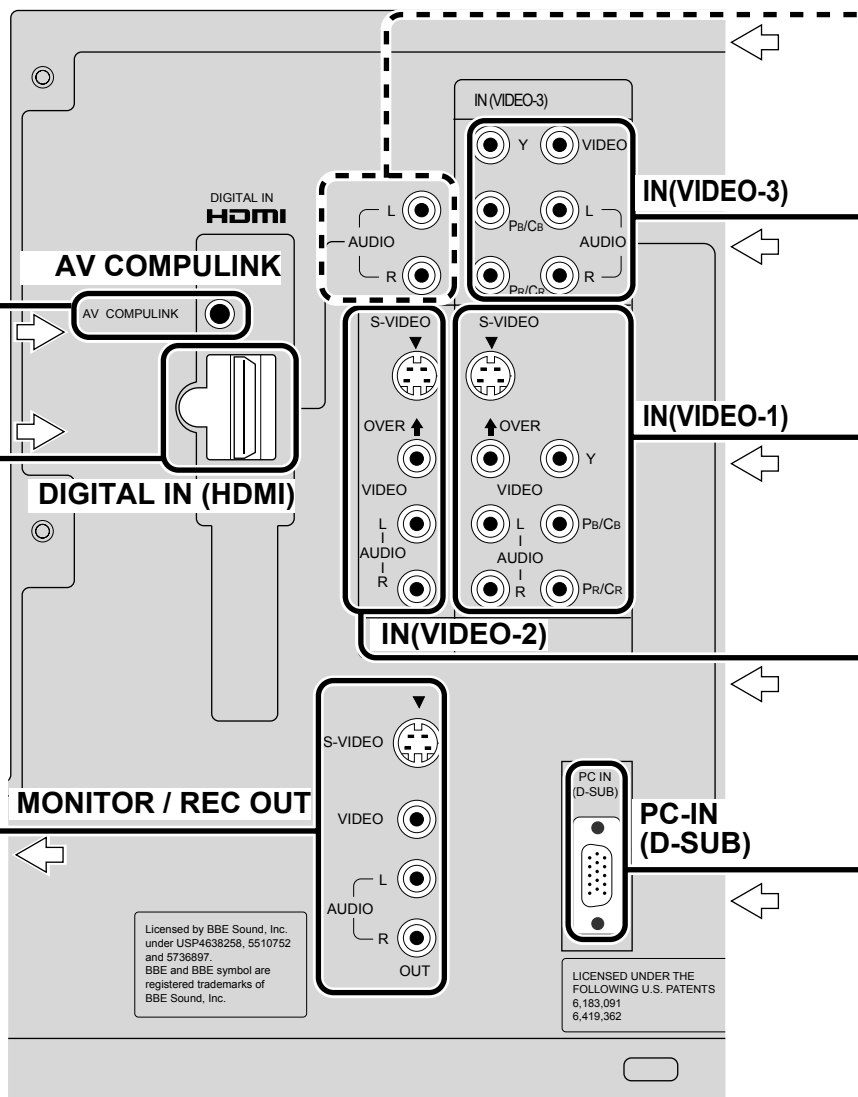 IN (VIDEO-3)
Y
VIDEO
IN(VIDEO-3)
DIGITAL IN
HDMI
L
AUDIO
R
PB/CB
L
AUDIO
PR/CR
R
AV COMPULINK
AV COMPULINK
S-VIDEO
S-VIDEO
OVER
OVER
IN(VIDEO-1)
Y
VIDEO
VIDEO
DIGITAL IN (HDMI)
L
AUDIO
R
L
AUDIO
R
PB/CB
PR/CR
IN(VIDEO-2)
S-VIDEO
MONITOR / REC OUT
VIDEO
L
AUDIO
R
OUT
PC IN
(D-SUB)
PC-IN
(D-SUB)
Licensed by BBE Sound, Inc.
under USP4638258, 5510752
and 5736897.
BBE and BBE symbol are
registered trademarks of
BBE Sound, Inc.
LICENSED UNDER THE
FOLLOWING U.S. PATENTS
6,183,091
6,419,362